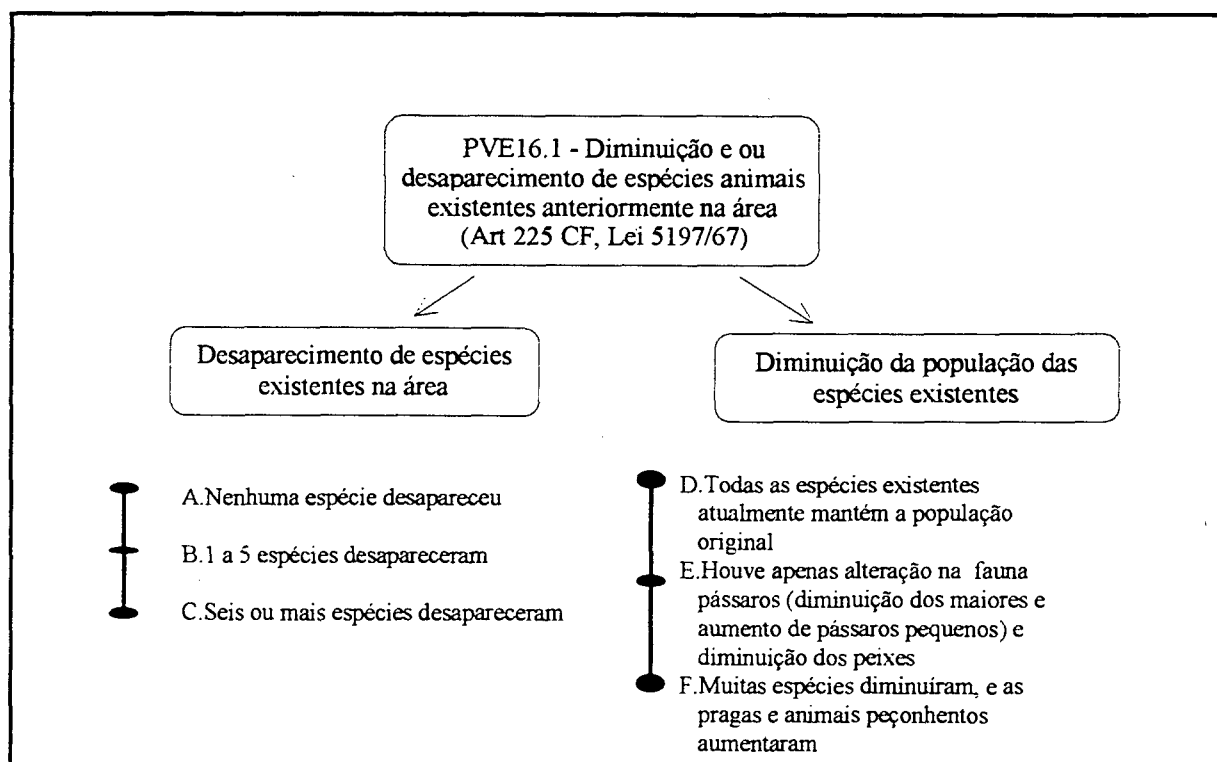 PVE16.1 - Diminuição e ou
desaparecimento de espécies animais
existentes anteriormente na área
(Art 225 CF, Lei 5197/67)
Desaparecimento de espécies
existentes na área
Diminuição da população das
espécies existentes
A.Nenhuma espécie desapareceu
B.1 a 5 espécies desapareceram
C.Seis ou mais espécies desapareceram
D.Todas as espécies existentes
atualmente mantém a população
original
E.Houve apenas alteração na fauna
pássaros (diminuição dos maiores e
aumento de pássaros pequenos) e
diminuição dos peixes
F.Muitas espécies diminuíram, e as
pragas e animais peçonhentos
aumentaram